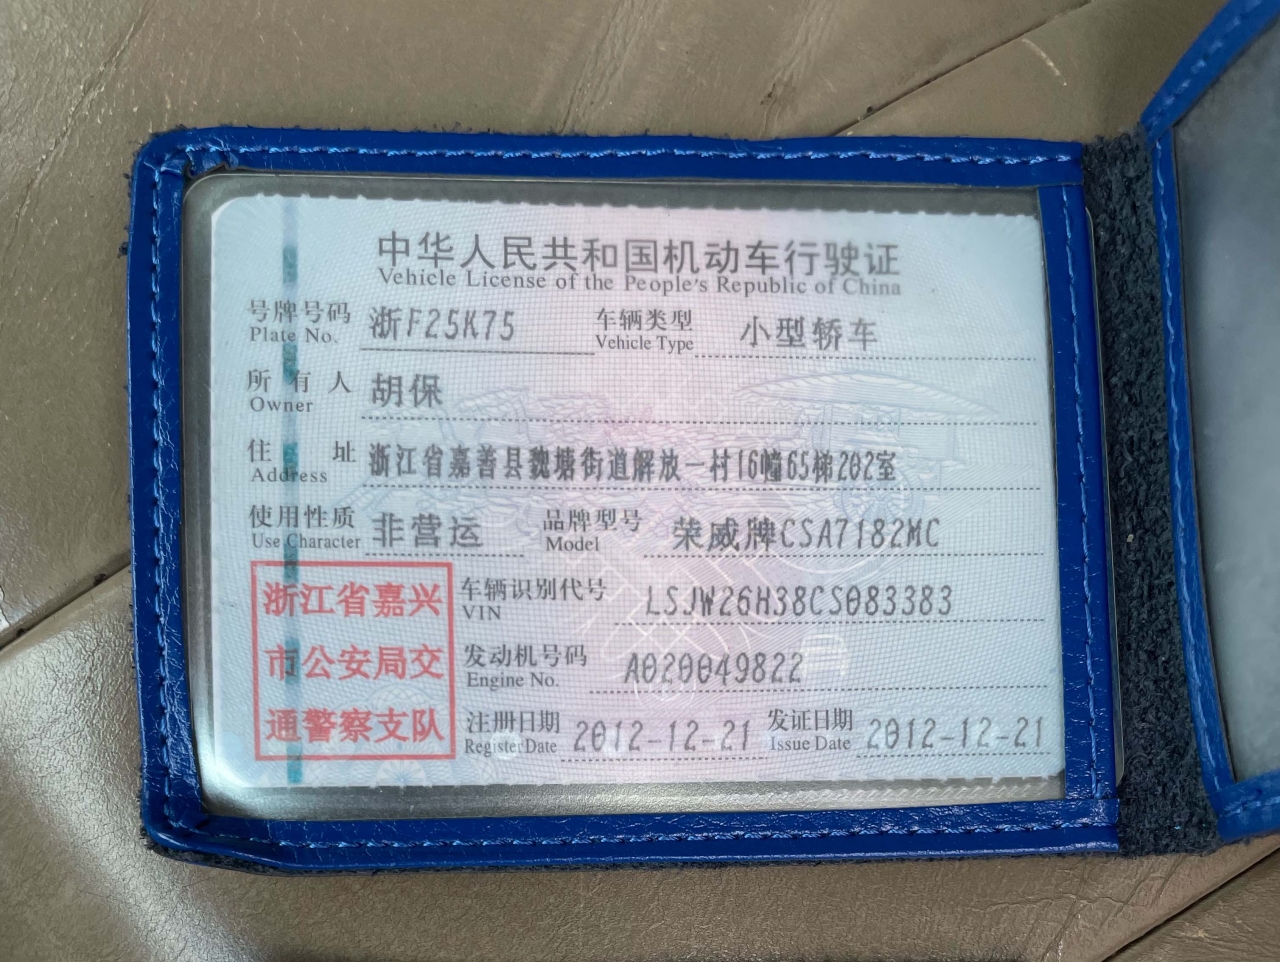 中华人民共和国机动车行驶证
Vehicle License of the People's Republic of China
号牌号码 浙F25K75 车辆类型 小型轿车
Plate No. Vehicle Type
所有人 胡保
Owner
住址 浙江省嘉善县魏塘街道解放一村16幢65梯202室
Address
使用性质 非营运 品牌型号 荣威牌CSA7182MC
Use Character Model
浙江省嘉兴
市公安局交
通警察支队
车辆识别代号 LSJW26H38CS083383
VIN
发动机号码 A020049822
Engine No.
注册日期 2012-12-21 发证日期 2012-12-21
Register Date Issue Date